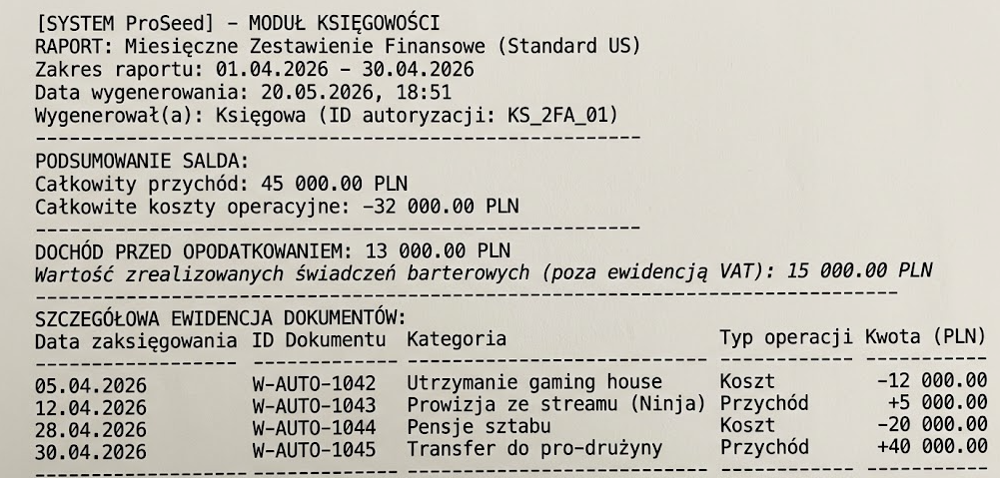 [SYSTEM ProSeed] – MODUŁ KSIĘGOWOŚCI
RAPORT: Miesięczne Zestawienie Finansowe (Standard US)
Zakres raportu: 01.04.2026 – 30.04.2026
Data wygenerowania: 20.05.2026, 18:51
Wygenerował(a): Księgowa (ID autoryzacji: KS_2FA_01)
------------------------------------------------------
PODSUMOWANIE SALDA:
Całkowity przychód: 45 000.00 PLN
Całkowite koszty operacyjne: –32 000.00 PLN
------------------------------------------------------
DOCHÓD PRZED OPODATKOWANIEM: 13 000.00 PLN
Wartość zrealizowanych świadczeń barterowych (poza ewidencją VAT): 15 000.00 PLN
------------------------------------------------------
SZCZEGÓŁOWA EWIDENCJA DOKUMENTÓW:
Data zaksięgowania ID Dokumentu Kategoria Typ operacji Kwota (PLN)
------------------------------------------------------
05.04.2026 W-AUTO-1042 Utrzymanie gaming house Koszt –12 000.00
12.04.2026 W-AUTO-1043 Prowizja ze streamu (Ninja) Przychód +5 000.00
28.04.2026 W-AUTO-1044 Pensje sztabu Koszt –20 000.00
30.04.2026 W-AUTO-1045 Transfer do pro-drużyny Przychód +40 000.00
------------------------------------------------------